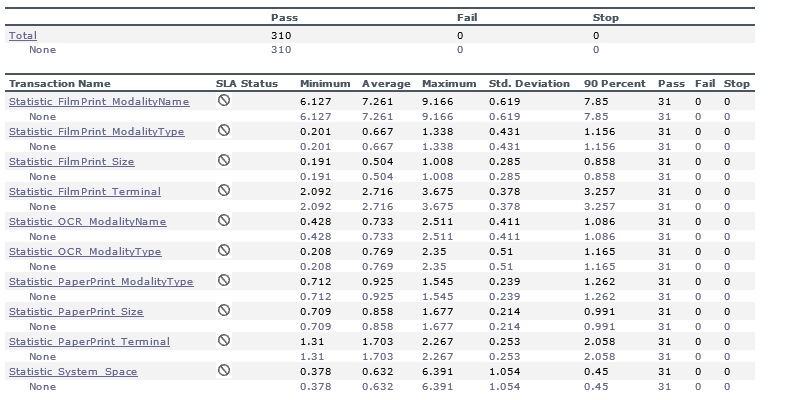 Pass Fail Stop
Total 310 0 0
None 310 0 0
Transaction Name SLA Status Minimum Average Maximum Std. Deviation 90 Percent Pass Fail Stop
Statistic_FilmPrint_ModalityName 6.127 7.261 9.166 0.619 7.85 31 0 0
None 6.127 7.261 9.166 0.619 7.85 31 0 0
Statistic_FilmPrint_ModalityType 0.201 0.667 1.338 0.431 1.156 31 0 0
None 0.201 0.667 1.338 0.431 1.156 31 0 0
Statistic_FilmPrint_Size 0.191 0.504 1.008 0.285 0.858 31 0 0
None 0.191 0.504 1.008 0.285 0.858 31 0 0
Statistic_FilmPrint_Terminal 2.092 2.716 3.675 0.378 3.257 31 0 0
None 2.092 2.716 3.675 0.378 3.257 31 0 0
Statistic_OCR_ModalityName 0.428 0.733 2.511 0.411 1.086 31 0 0
None 0.428 0.733 2.511 0.411 1.086 31 0 0
Statistic_OCR_ModalityType 0.208 0.769 2.35 0.51 1.165 31 0 0
None 0.208 0.769 2.35 0.51 1.165 31 0 0
Statistic_PaperPrint_ModalityType 0.712 0.925 1.545 0.239 1.262 31 0 0
None 0.712 0.925 1.545 0.239 1.262 31 0 0
Statistic_PaperPrint_Size 0.709 0.858 1.677 0.214 0.991 31 0 0
None 0.709 0.858 1.677 0.214 0.991 31 0 0
Statistic_PaperPrint_Terminal 1.31 1.703 2.267 0.253 2.058 31 0 0
None 1.31 1.703 2.267 0.253 2.058 31 0 0
Statistic_System_Space 0.378 0.632 6.391 1.054 0.45 31 0 0
None 0.378 0.632 6.391 1.054 0.45 31 0 0